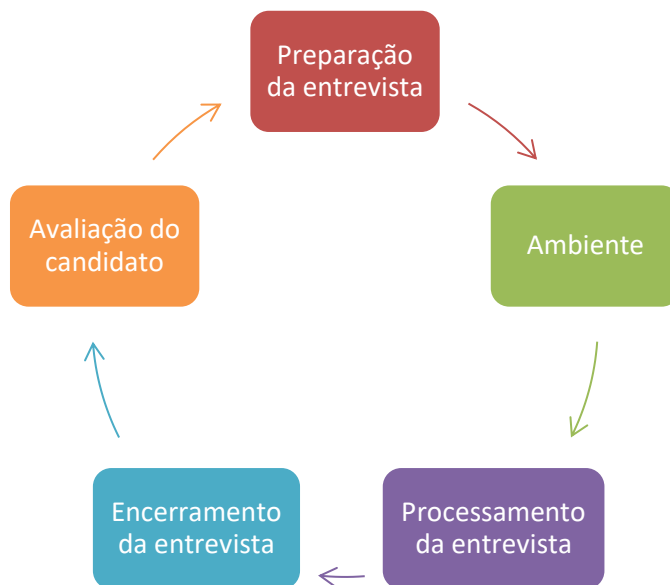 Preparação
da entrevista
Ambiente
Processamento
da entrevista
Encerramento
da entrevista
Avaliação do
candidato